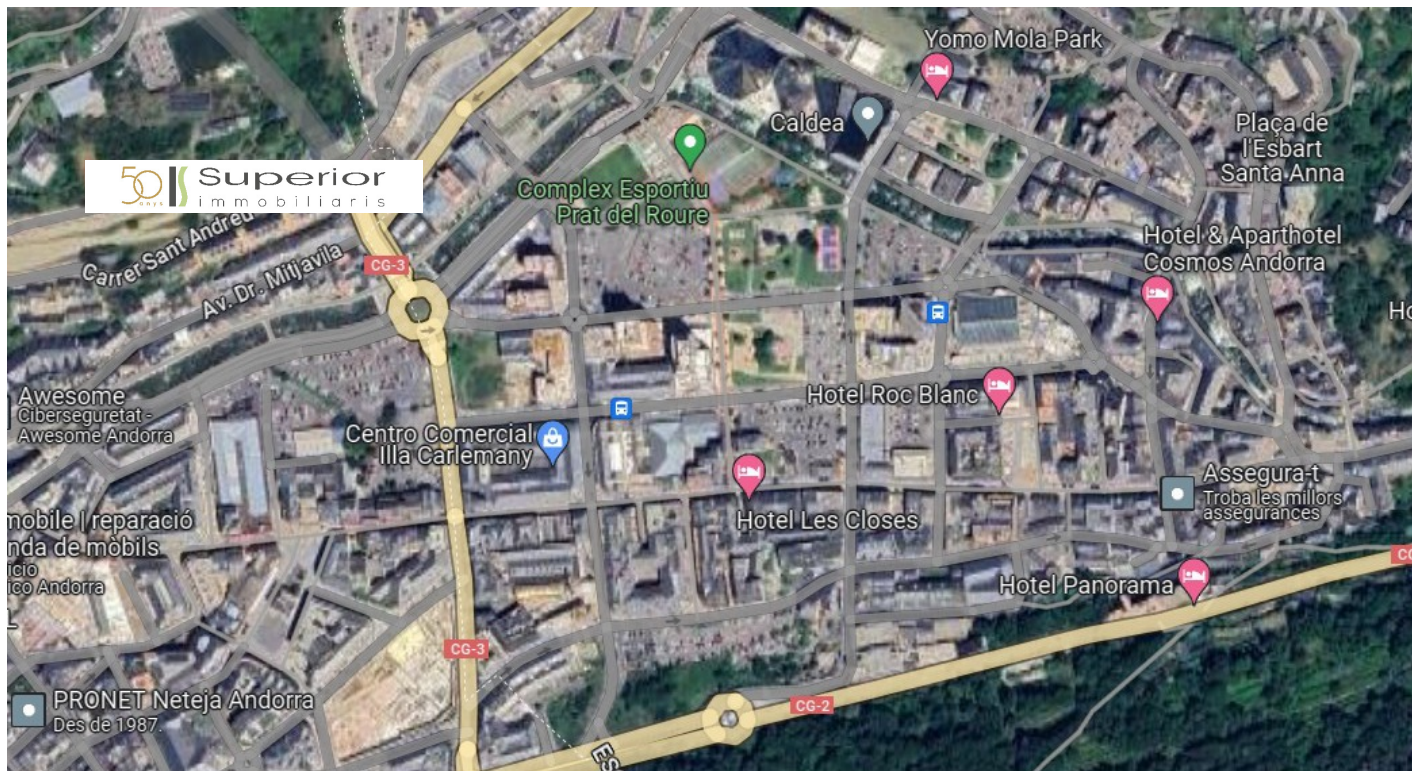 Yomo Mola Park
Caldea
Plaça de
l'Esbart
Santa Anna
50 anys
Superior
immobiliaris
Complex Esportiu
Prat del Roure
Carrer Sant Andreu
Av. Dr. Mitjavila
CG-3
Hotel & Aparthotel
Cosmos Andorra
Ho
Awesome
Ciberseguretat -
Awesome Andorra
Hotel Roc Blanc
Centro Comercial
Illa Carlemany
Assegura-t
Troba les millors
assegurances
Hotel Les Closes
mobile | reparació
nda de mòbils
ico Andorra
Hotel Panorama
CG-3
PRONET Neteja Andorra
Des de 1987.
CG-2
ES